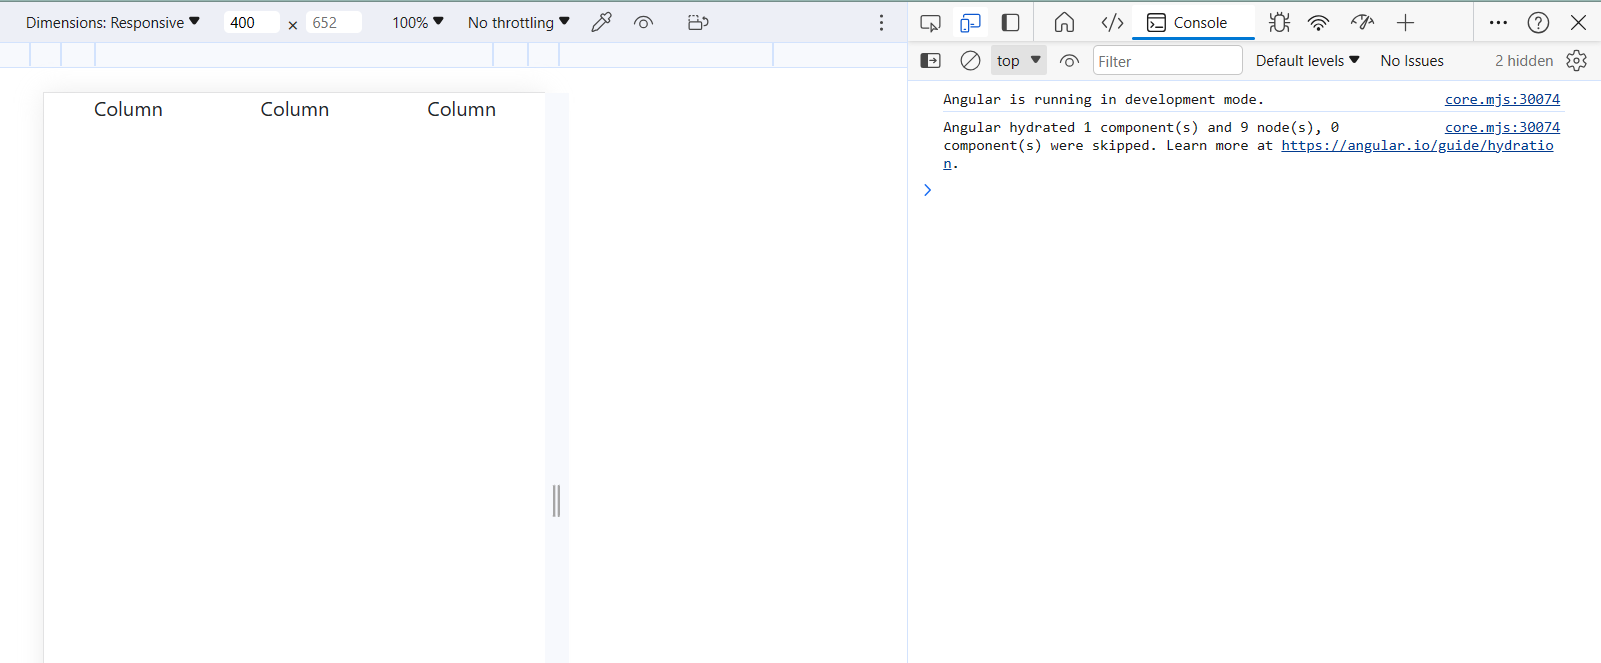 Dimensions: Responsive 400 × 652 100% No throttling
Console
top Filter Default levels No Issues 2 hidden
Column Column Column
Angular is running in development mode. core.mjs:30074
Angular hydrated 1 component(s) and 9 node(s), 0 core.mjs:30074
component(s) were skipped. Learn more at https://angular.io/guide/hydratio
n.